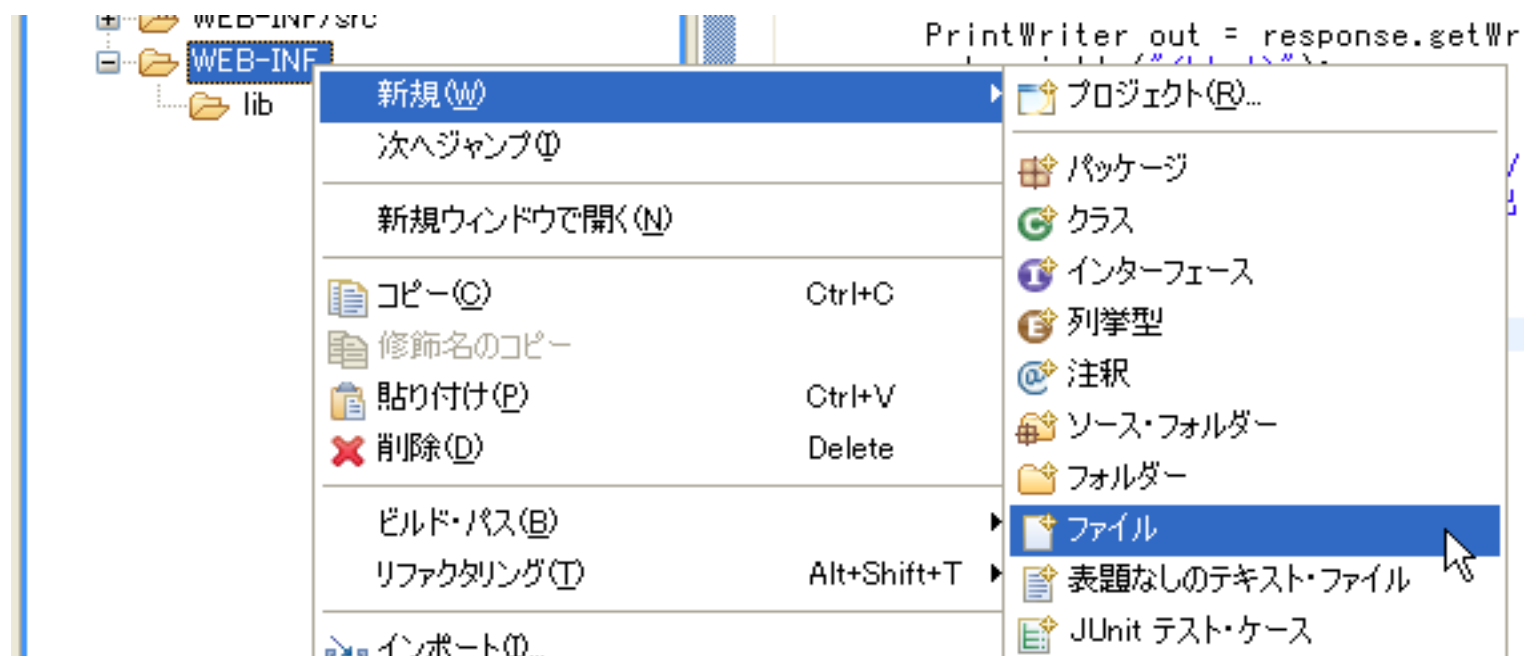 WEB-INF/src
WEB-INF
lib
PrintWriter out = response.getWr
新規(W)
次へジャンプ(I)
新規ウィンドウで開く(N)
コピー(C) Ctrl+C
修飾名のコピー
貼り付け(P) Ctrl+V
削除(D) Delete
ビルド・パス(B)
リファクタリング(T) Alt+Shift+T
インポート(I)...
プロジェクト(R)...
パッケージ
クラス
インターフェース
列挙型
注釈
ソース・フォルダー
フォルダー
ファイル
表題なしのテキスト・ファイル
JUnit テスト・ケース